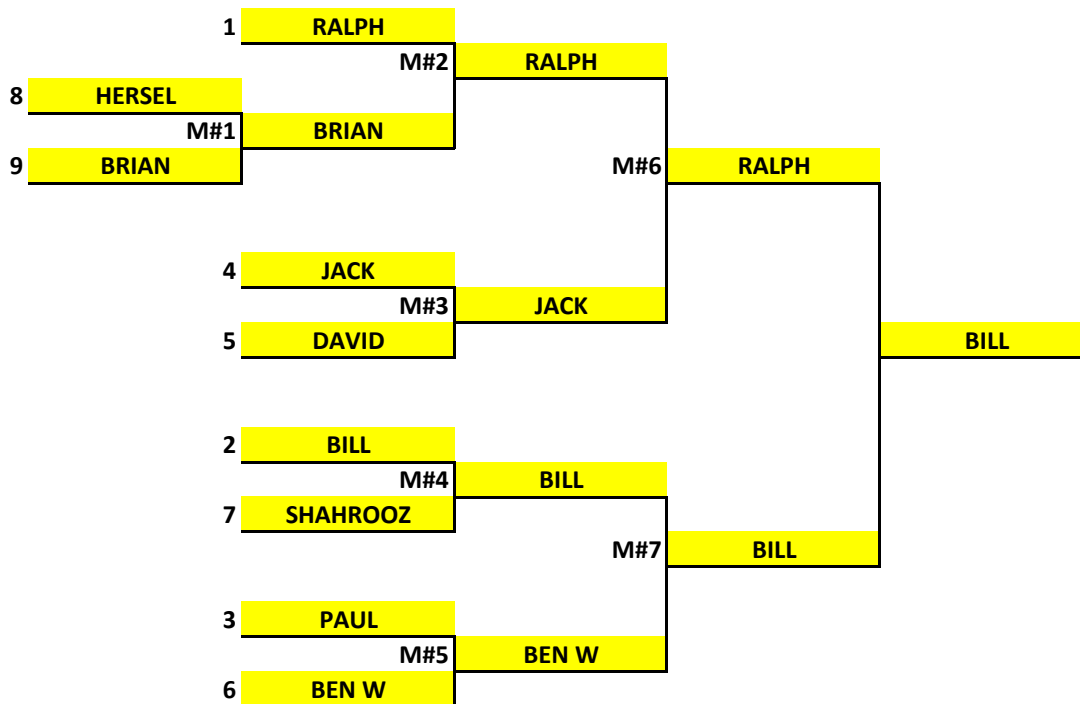 1 RALPH
M#2 RALPH
8 HERSEL
M#1 BRIAN
9 BRIAN
M#6 RALPH
4 JACK
M#3 JACK
5 DAVID
BILL
2 BILL
M#4 BILL
7 SHAHROOZ
M#7 BILL
3 PAUL
M#5 BEN W
6 BEN W